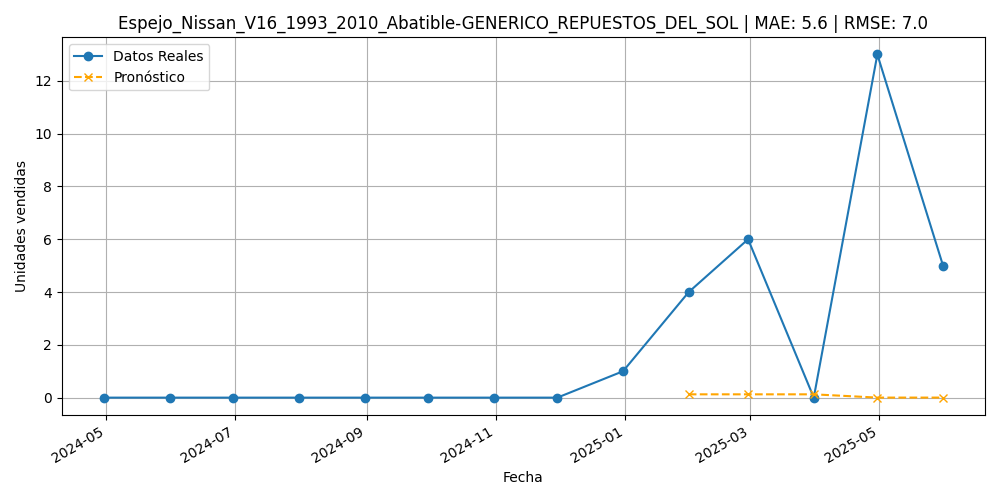 Espejo_Nissan_V16_1993_2010_Abatible-GENERICO_REPUESTOS_DEL_SOL | MAE: 5.6 | RMSE: 7.0
Datos Reales
Pronóstico
Unidades vendidas
12
10
8
6
4
2
0
2024-05
2024-07
2024-09
2024-11
2025-01
2025-03
2025-05
Fecha